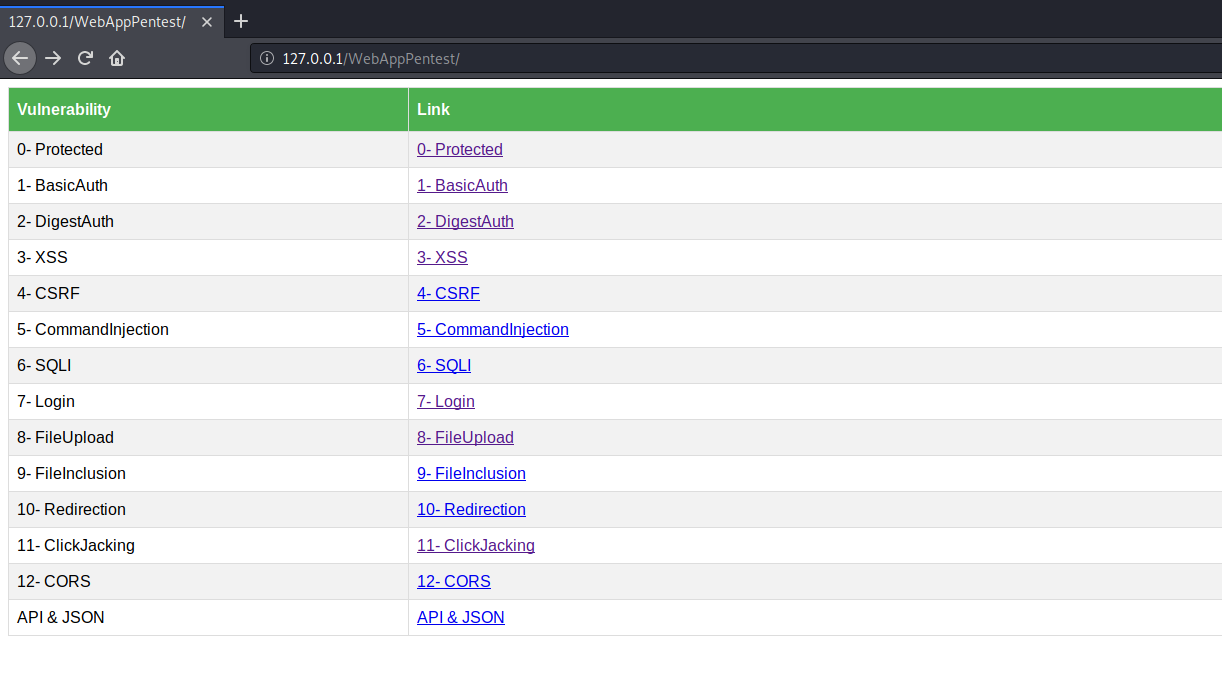 127.0.0.1/WebAppPentest/
127.0.0.1/WebAppPentest/
Vulnerability Link
0- Protected 0- Protected
1- BasicAuth 1- BasicAuth
2- DigestAuth 2- DigestAuth
3- XSS 3- XSS
4- CSRF 4- CSRF
5- CommandInjection 5- CommandInjection
6- SQLI 6- SQLI
7- Login 7- Login
8- FileUpload 8- FileUpload
9- FileInclusion 9- FileInclusion
10- Redirection 10- Redirection
11- ClickJacking 11- ClickJacking
12- CORS 12- CORS
API & JSON API & JSON